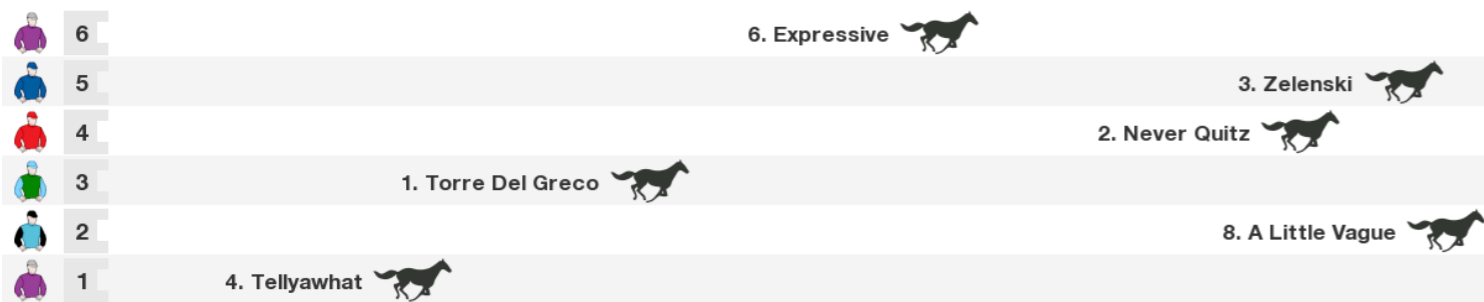 6 6. Expressive
5 3. Zelenski
4 2. Never Quitz
3 1. Torre Del Greco
2 8. A Little Vague
1 4. Tellyawhat